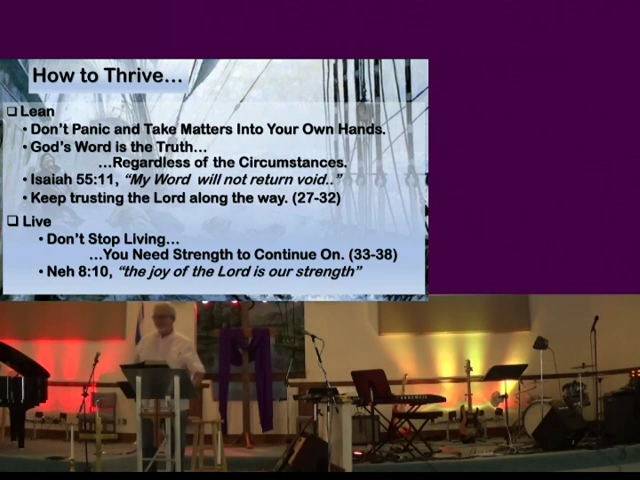 How to Thrive…
Lean
• Don't Panic and Take Matters Into Your Own Hands.
• God's Word is the Truth…
…Regardless of the Circumstances.
• Isaiah 55:11, “My Word will not return void..”
• Keep trusting the Lord along the way. (27-32)
Live
• Don't Stop Living…
…You Need Strength to Continue On. (33-38)
• Neh 8:10, “the joy of the Lord is our strength”